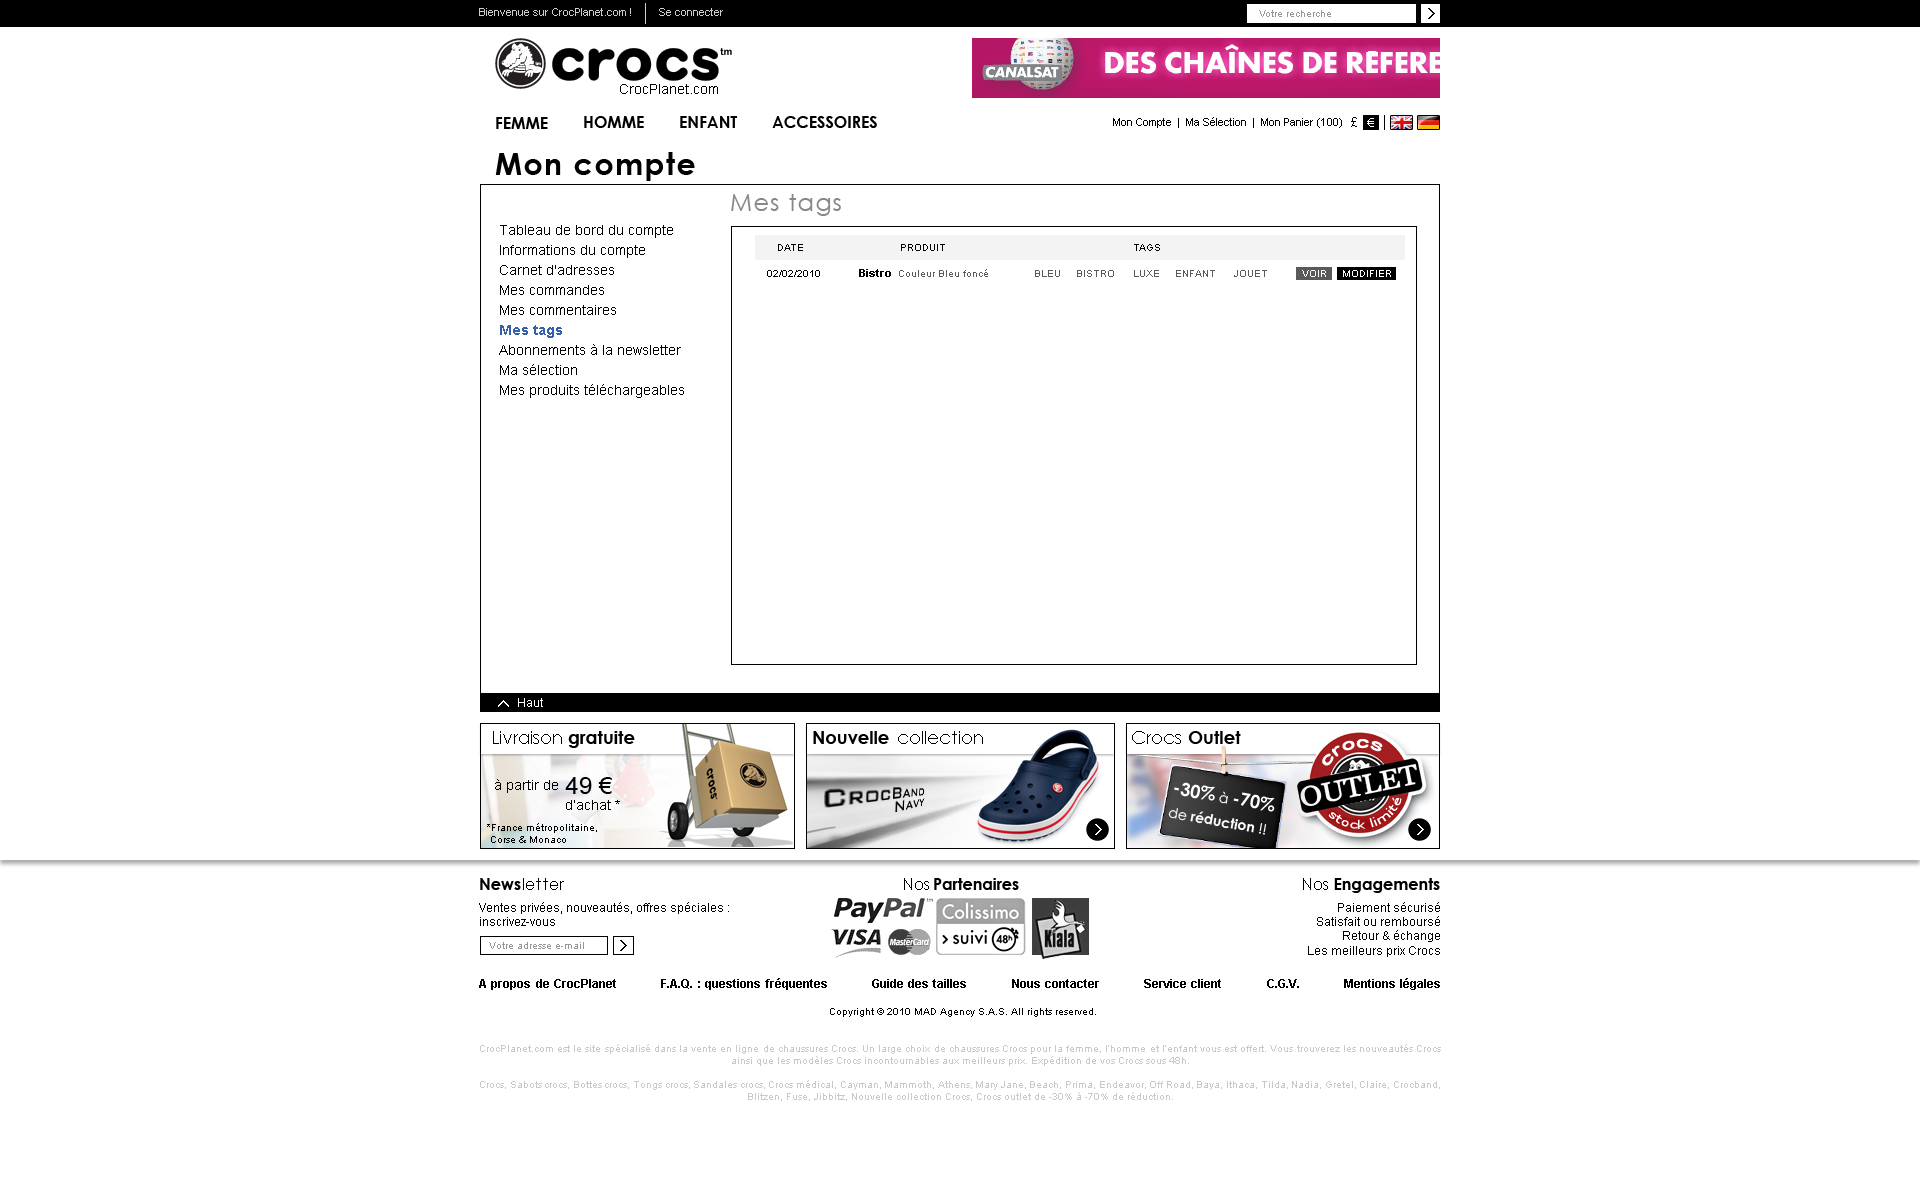 Bienvenue sur CrocPlanet.com ! Se connecter Votre recherche
crocs™
CrocPlanet.com
CANALSAT DES CHAÎNES DE RÉFÉRE
FEMME HOMME ENFANT ACCESSOIRES
Mon Compte | Ma Sélection | Mon Panier (100) £ €
Mon compte
Mes tags
Tableau de bord du compte
Informations du compte
Carnet d'adresses
Mes commandes
Mes commentaires
Mes tags
Abonnements à la newsletter
Ma sélection
Mes produits téléchargeables
DATE PRODUIT TAGS
02/02/2010 Bistro Couleur Bleu foncé BLEU BISTRO LUXE ENFANT JOUET VOIR MODIFIER
Haut
Livraison gratuite
à partir de 49 €
d'achat *
*France métropolitaine,
Corse & Monaco
crocs
Nouvelle collection
CROCBAND
NAVY
Crocs Outlet
-30% à -70%
de réduction !!
crocs
OUTLET
stock limité
Newsletter
Ventes privées, nouveautés, offres spéciales :
inscrivez-vous
Votre adresse e-mail
Nos Partenaires
PayPal™ Colissimo
VISA MasterCard suivi 48h Kiala
Nos Engagements
Paiement sécurisé
Satisfait ou remboursé
Retour & échange
Les meilleurs prix Crocs
A propos de CrocPlanet F.A.Q. : questions fréquentes Guide des tailles Nous contacter Service client C.G.V. Mentions légales
Copyright © 2010 MAD Agency S.A.S. All rights reserved.
CrocPlanet.com est le site spécialisé dans la vente en ligne de chaussures Crocs. Un large choix de chaussures Crocs pour la femme, l'homme et l'enfant vous est offert. Vous trouverez les nouveautés Crocs
ainsi que les modèles Crocs incontournables aux meilleurs prix. Expédition de vos Crocs sous 48h.
Crocs, Sabots crocs, Bottes crocs, Tongs crocs, Sandales crocs, Crocs médical, Cayman, Mammoth, Athens, Mary Jane, Beach, Prima, Endeavor, Off Road, Baya, Ithaca, Tilda, Nadia, Gretel, Claire, Crocband,
Blitzen, Fuse, Jibbitz, Nouvelle collection Crocs, Crocs outlet de -30% à -70% de réduction.